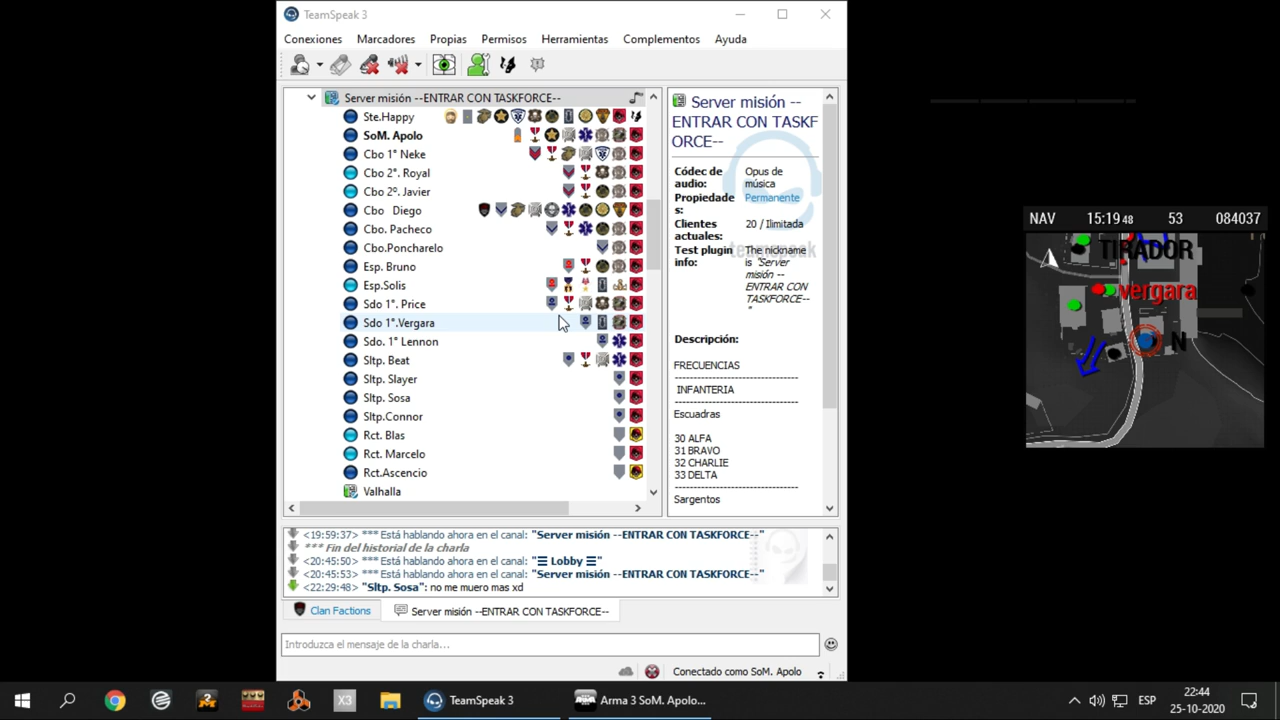 TeamSpeak 3
Conexiones Marcadores Propias Permisos Herramientas Complementos Ayuda
Server misión --ENTRAR CON TASKFORCE--
Ste.Happy
SoM. Apolo
Cbo 1° Neke
Cbo 2°. Royal
Cbo 2º. Javier
Cbo Diego
Cbo. Pacheco
Cbo.Poncharelo
Esp. Bruno
Esp.Solis
Sdo 1°. Price
Sdo 1°.Vergara
Sdo. 1° Lennon
Sltp. Beat
Sltp. Slayer
Sltp. Sosa
Sltp.Connor
Rct. Blas
Rct. Marcelo
Rct.Ascencio
Valhalla
Server misión --
ENTRAR CON TASKF
ORCE--
Códec de audio: Opus de música
Propiedades: Permanente
Clientes actuales: 20 / Ilimitada
Test plugin info: The nickname is "Server misión -- ENTRAR CON TASKFORCE--"
teamspeak
Descripción:
FRECUENCIAS
------------------------------------
INFANTERIA
------------------------------------
Escuadras
30 ALFA
31 BRAVO
32 CHARLIE
33 DELTA
------------------------------------
Sargentos
<19:59:37> *** Está hablando ahora en el canal: "Server misión --ENTRAR CON TASKFORCE--"
*** Fin del historial de la charla
<20:45:50> *** Está hablando ahora en el canal: "☰ Lobby ☰"
<20:45:53> *** Está hablando ahora en el canal: "Server misión --ENTRAR CON TASKFORCE--"
<22:29:48> "Sltp. Sosa": no me muero mas xd
Clan Factions Server misión --ENTRAR CON TASKFORCE--
Introduzca el mensaje de la charla...
Conectado como SoM. Apolo
NAV 15:19 48 53 084037
TIRADOR
vergara
N
X3 TeamSpeak 3 Arma 3 SoM. Apolo... ESP 22:44
25-10-2020